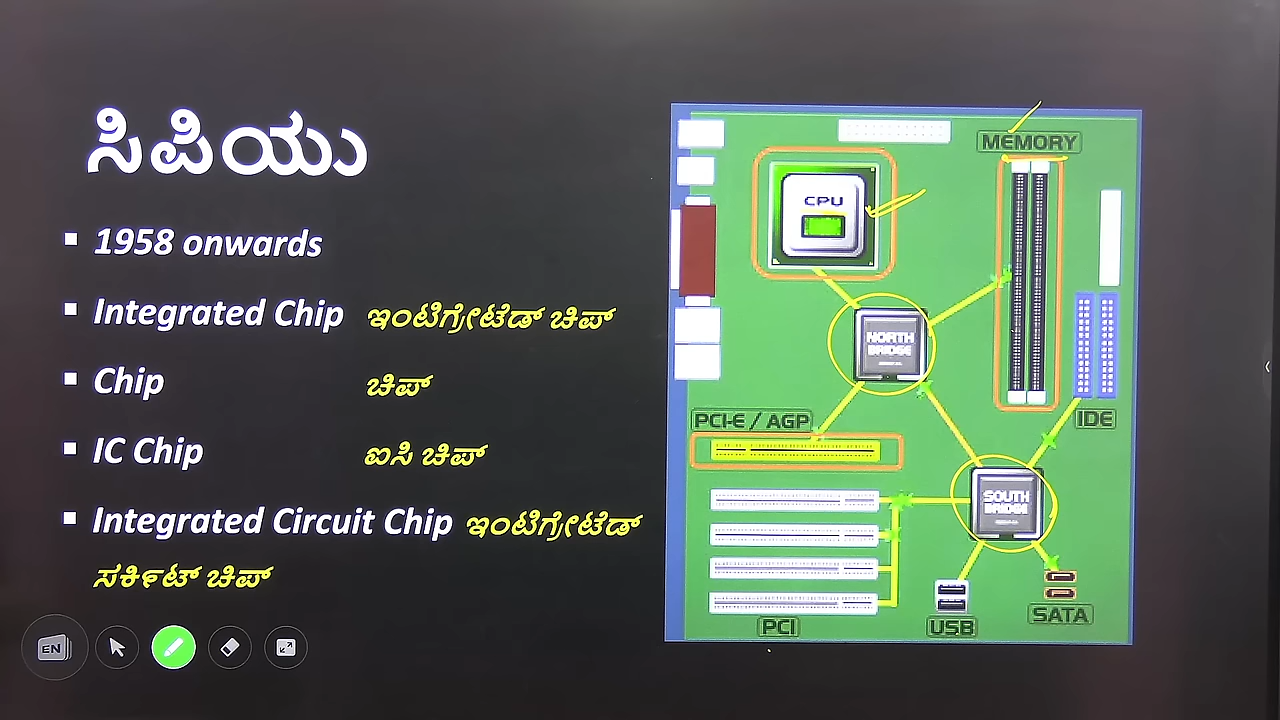 ಸಿಪಿಯು
▪ 1958 onwards
▪ Integrated Chip ಇಂಟಿಗ್ರೇಟೆಡ್ ಚಿಪ್
▪ Chip ಚಿಪ್
▪ IC Chip ಐಸಿ ಚಿಪ್
▪ Integrated Circuit Chip ಇಂಟಿಗ್ರೇಟೆಡ್
ಸರ್ಕಿಟ್ ಚಿಪ್
MEMORY
CPU
NORTH
BRIDGE
PCI-E / AGP
IDE
SOUTH
BRIDGE
PCI
USB
SATA
EN